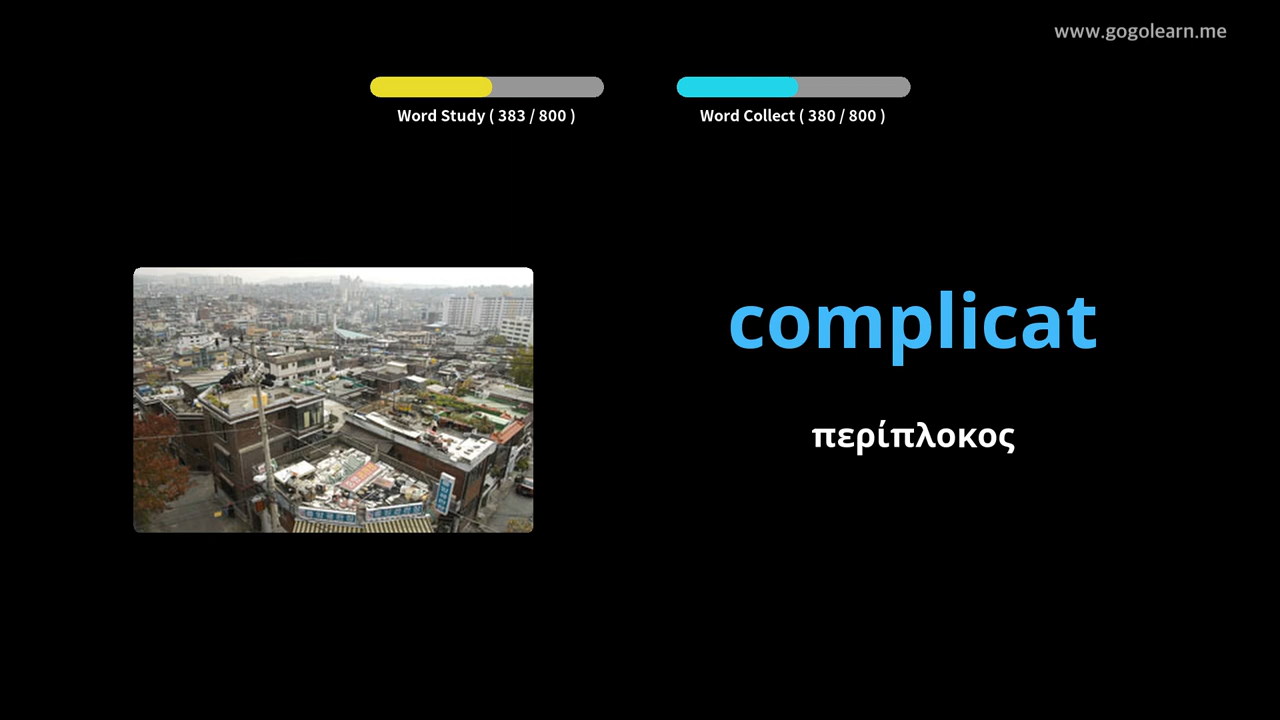 www.gogolearn.me
Word Study ( 383 / 800 )
Word Collect ( 380 / 800 )
complicat
περίπλοκος